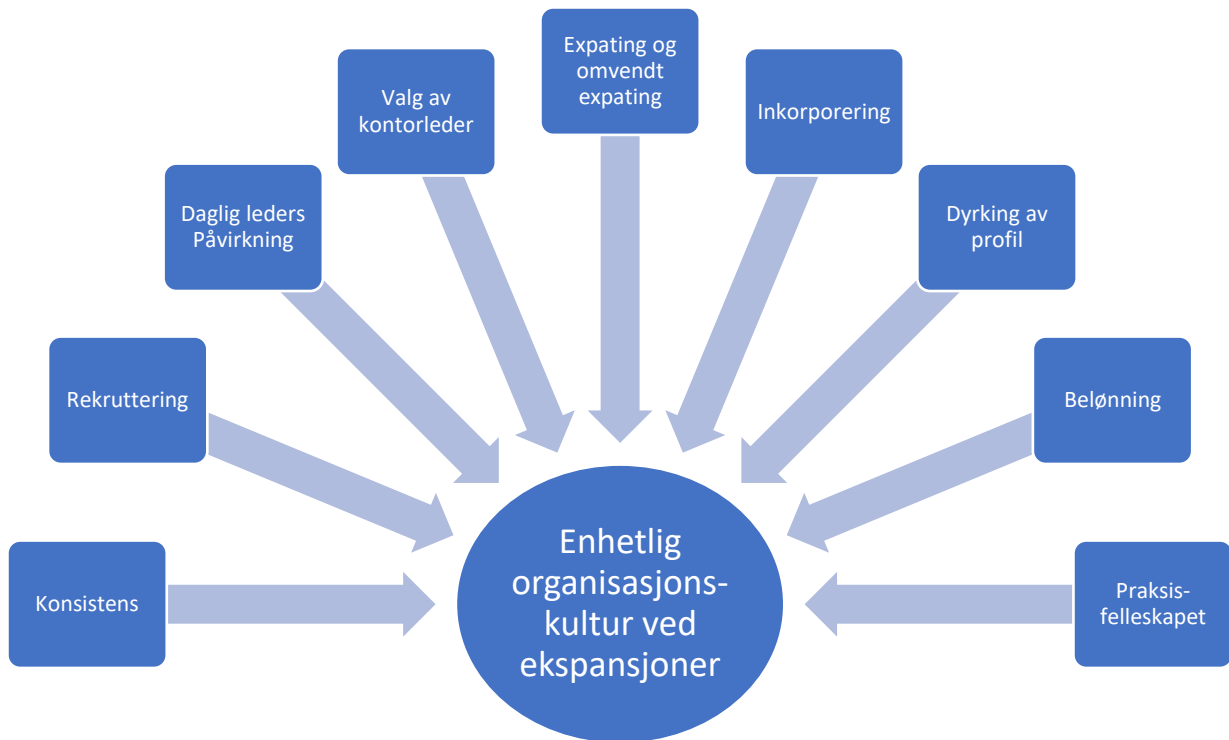 Expating og
omvendt
expating
Valg av
kontorleder
Inkorporering
Daglig leders
Påvirkning
Dyrking av
profil
Rekruttering
Belønning
Konsistens
Enhetlig
organisasjons-
kultur ved
ekspansjoner
Praksis-
felleskapet